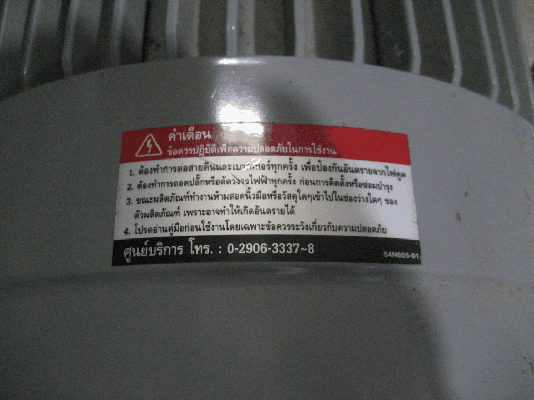 คำเตือน
ข้อควรปฏิบัติเพื่อความปลอดภัยในการใช้งาน
1. ต้องทำการต่อสายดินและเบรกเกอร์ทุกครั้ง เพื่อป้องกันอันตรายจากไฟดูด
2. ต้องทำการถอดปลั๊กหรือตัดวงจรไฟฟ้าทุกครั้ง ก่อนการติดตั้งหรือซ่อมบำรุง
3. ขณะผลิตภัณฑ์ทำงานห้ามสอดนิ้วมือหรือวัสดุใดๆเข้าไปในช่องว่างใดๆ ของ
ตัวผลิตภัณฑ์ เพราะอาจทำให้เกิดอันตรายได้
4. โปรดอ่านคู่มือก่อนใช้งานโดยเฉพาะข้อควรระวังเกี่ยวกับความปลอดภัย
ศูนย์บริการ โทร. : 0-2906-3337~8
54N605-01